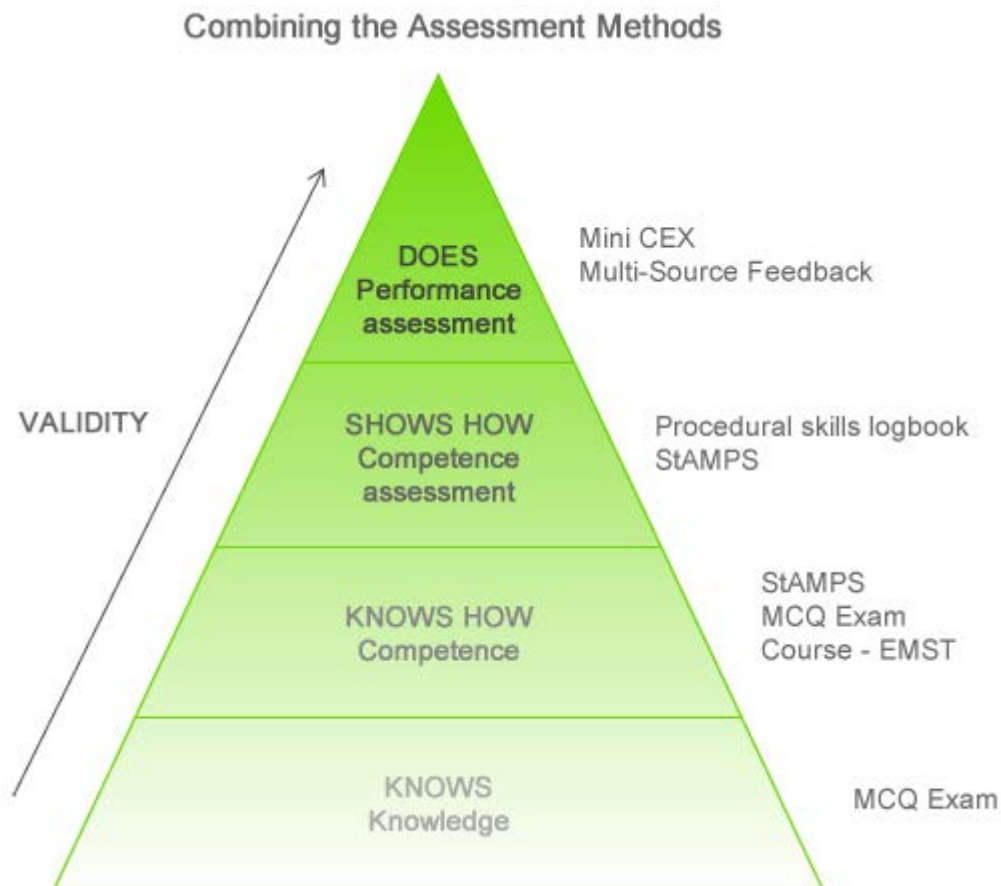 Combining the Assessment Methods
DOES
Performance
assessment
Mini CEX
Multi-Source Feedback
VALIDITY
SHOWS HOW
Competence
assessment
Procedural skills logbook
StAMPS
KNOWS HOW
Competence
StAMPS
MCQ Exam
Course - EMST
KNOWS
Knowledge
MCQ Exam